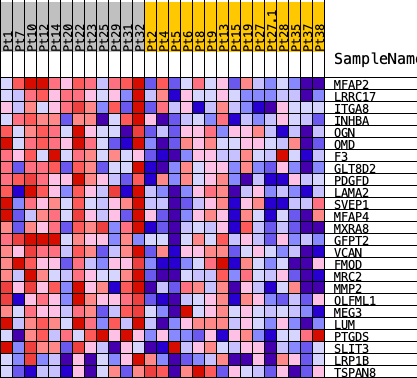 Pt1
Pt7
Pt10
Pt12
Pt14
Pt20
Pt22
Pt23
Pt25
Pt29
Pt31
Pt32
Pt2
Pt4
Pt5
Pt6
Pt8
Pt9
Pt13
Pt15
Pt19
Pt27
Pt27.1
Pt28
Pt35
Pt37
Pt38
SampleName
MFAP2
LRRC17
ITGA8
INHBA
OGN
OMD
F3
GLT8D2
PDGFD
LAMA2
SVEP1
MFAP4
MXRA8
GFPT2
VCAN
FMOD
MRC2
MMP2
OLFML1
MEG3
LUM
PTGDS
SLIT3
LRP1B
TSPAN8